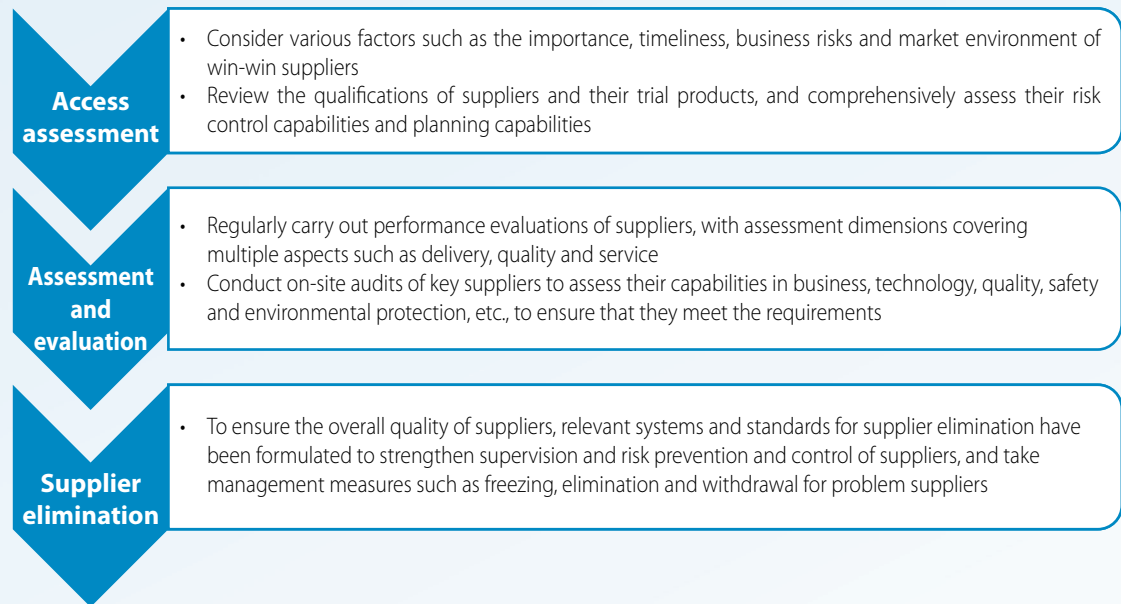 Access
assessment
• Consider various factors such as the importance, timeliness, business risks and market environment of
win-win suppliers
• Review the qualifications of suppliers and their trial products, and comprehensively assess their risk
control capabilities and planning capabilities
Assessment
and
evaluation
• Regularly carry out performance evaluations of suppliers, with assessment dimensions covering
multiple aspects such as delivery, quality and service
• Conduct on-site audits of key suppliers to assess their capabilities in business, technology, quality, safety
and environmental protection, etc., to ensure that they meet the requirements
Supplier
elimination
• To ensure the overall quality of suppliers, relevant systems and standards for supplier elimination have
been formulated to strengthen supervision and risk prevention and control of suppliers, and take
management measures such as freezing, elimination and withdrawal for problem suppliers